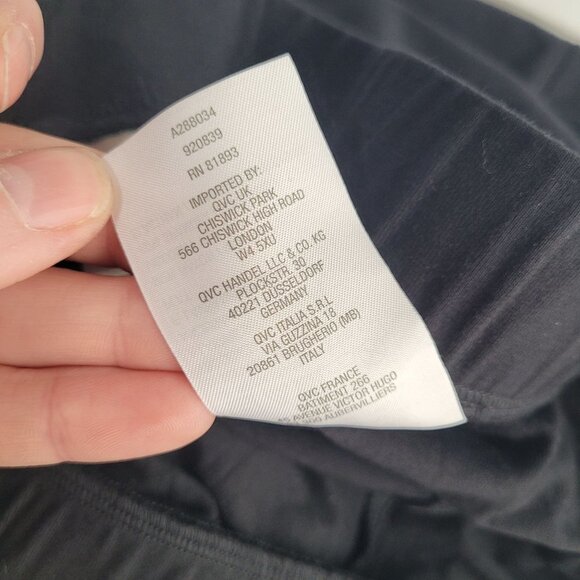 A288034
920839
RN 81893
IMPORTED BY:
QVC UK
CHISWICK PARK
566 CHISWICK HIGH ROAD
LONDON
W4 5XU
QVC HANDEL LLC & CO. KG
PLOCKSTR. 30
40221 DÜSSELDORF
GERMANY
QVC ITALIA S.R.L
VIA GUZZINA 18
20861 BRUGHERIO (MB)
ITALY
QVC FRANCE
BATIMENT 266
AVENUE VICTOR HUGO
AUBERVILLIERS